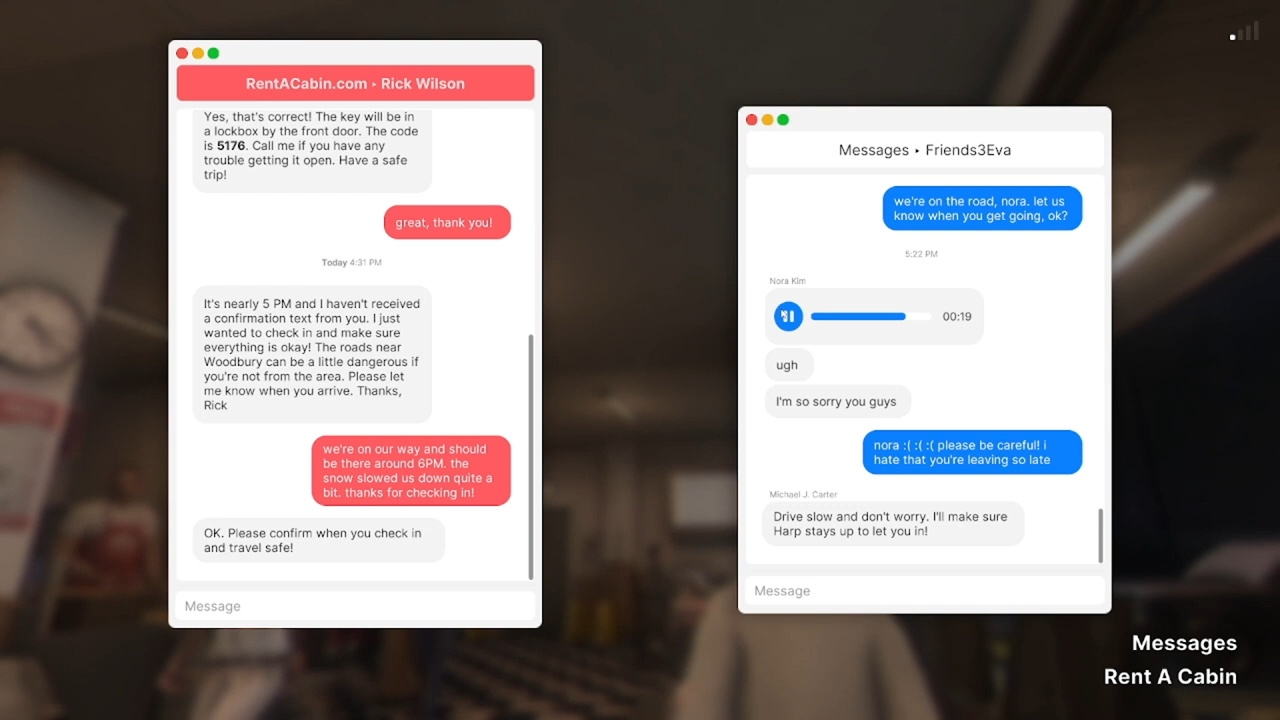 RentACabin.com ‣ Rick Wilson
Yes, that's correct! The key will be in
a lockbox by the front door. The code
is 5176. Call me if you have any
trouble getting it open. Have a safe
trip!
great, thank you!
Today 4:31 PM
It's nearly 5 PM and I haven't received
a confirmation text from you. I just
wanted to check in and make sure
everything is okay! The roads near
Woodbury can be a little dangerous if
you're not from the area. Please let
me know when you arrive. Thanks,
Rick
we're on our way and should
be there around 6PM. the
snow slowed us down quite a
bit. thanks for checking in!
OK. Please confirm when you check in
and travel safe!
Message
Messages ‣ Friends3Eva
we're on the road, nora. let us
know when you get going, ok?
5:22 PM
Nora Kim
00:19
ugh
I'm so sorry you guys
nora :( :( :( please be careful! i
hate that you're leaving so late
Michael J. Carter
Drive slow and don't worry. I'll make sure
Harp stays up to let you in!
Message
Messages
Rent A Cabin